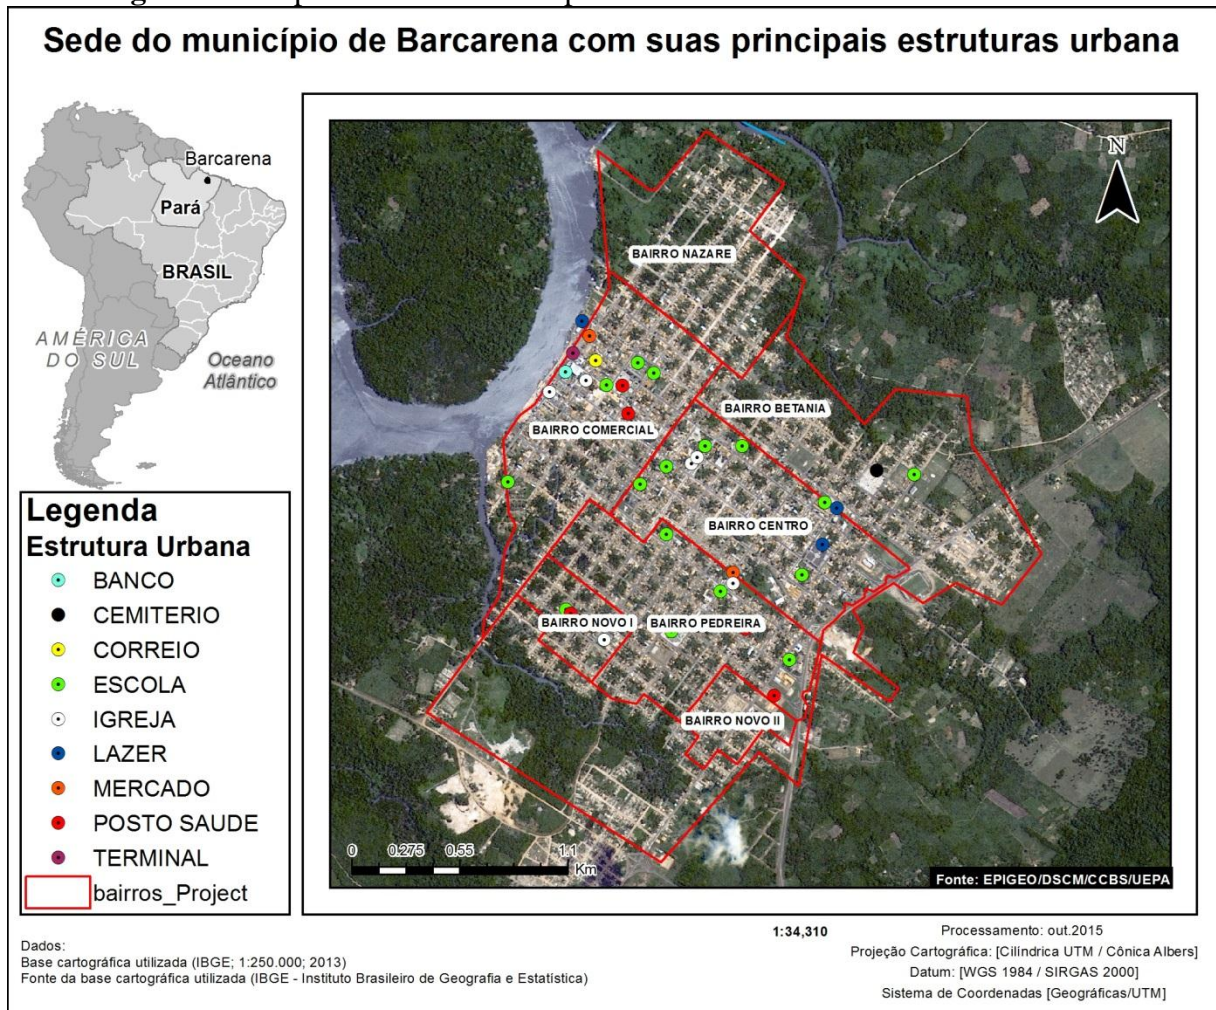 Sede do município de Barcarena com suas principais estruturas urbana
Barcarena
Pará
BRASIL
AMÉRICA
DO SUL
Oceano
Atlântico
Legenda
Estrutura Urbana
BANCO
CEMITERIO
CORREIO
ESCOLA
IGREJA
LAZER
MERCADO
POSTO SAUDE
TERMINAL
bairros_Project
N
BAIRRO NAZARE
BAIRRO BETANIA
BAIRRO COMERCIAL
BAIRRO CENTRO
BAIRRO NOVO I
BAIRRO PEDREIRA
BAIRRO NOVO II
0 0.275 0.55 1.1
Km
Fonte: EPIGEO/DSCM/CCBS/UEPA
Dados:
Base cartográfica utilizada (IBGE; 1:250.000; 2013)
Fonte da base cartográfica utilizada (IBGE - Instituto Brasileiro de Geografia e Estatística)
1:34,310
Processamento: out.2015
Projeção Cartográfica: [Cilíndrica UTM / Cônica Albers]
Datum: [WGS 1984 / SIRGAS 2000]
Sistema de Coordenadas [Geográficas/UTM]